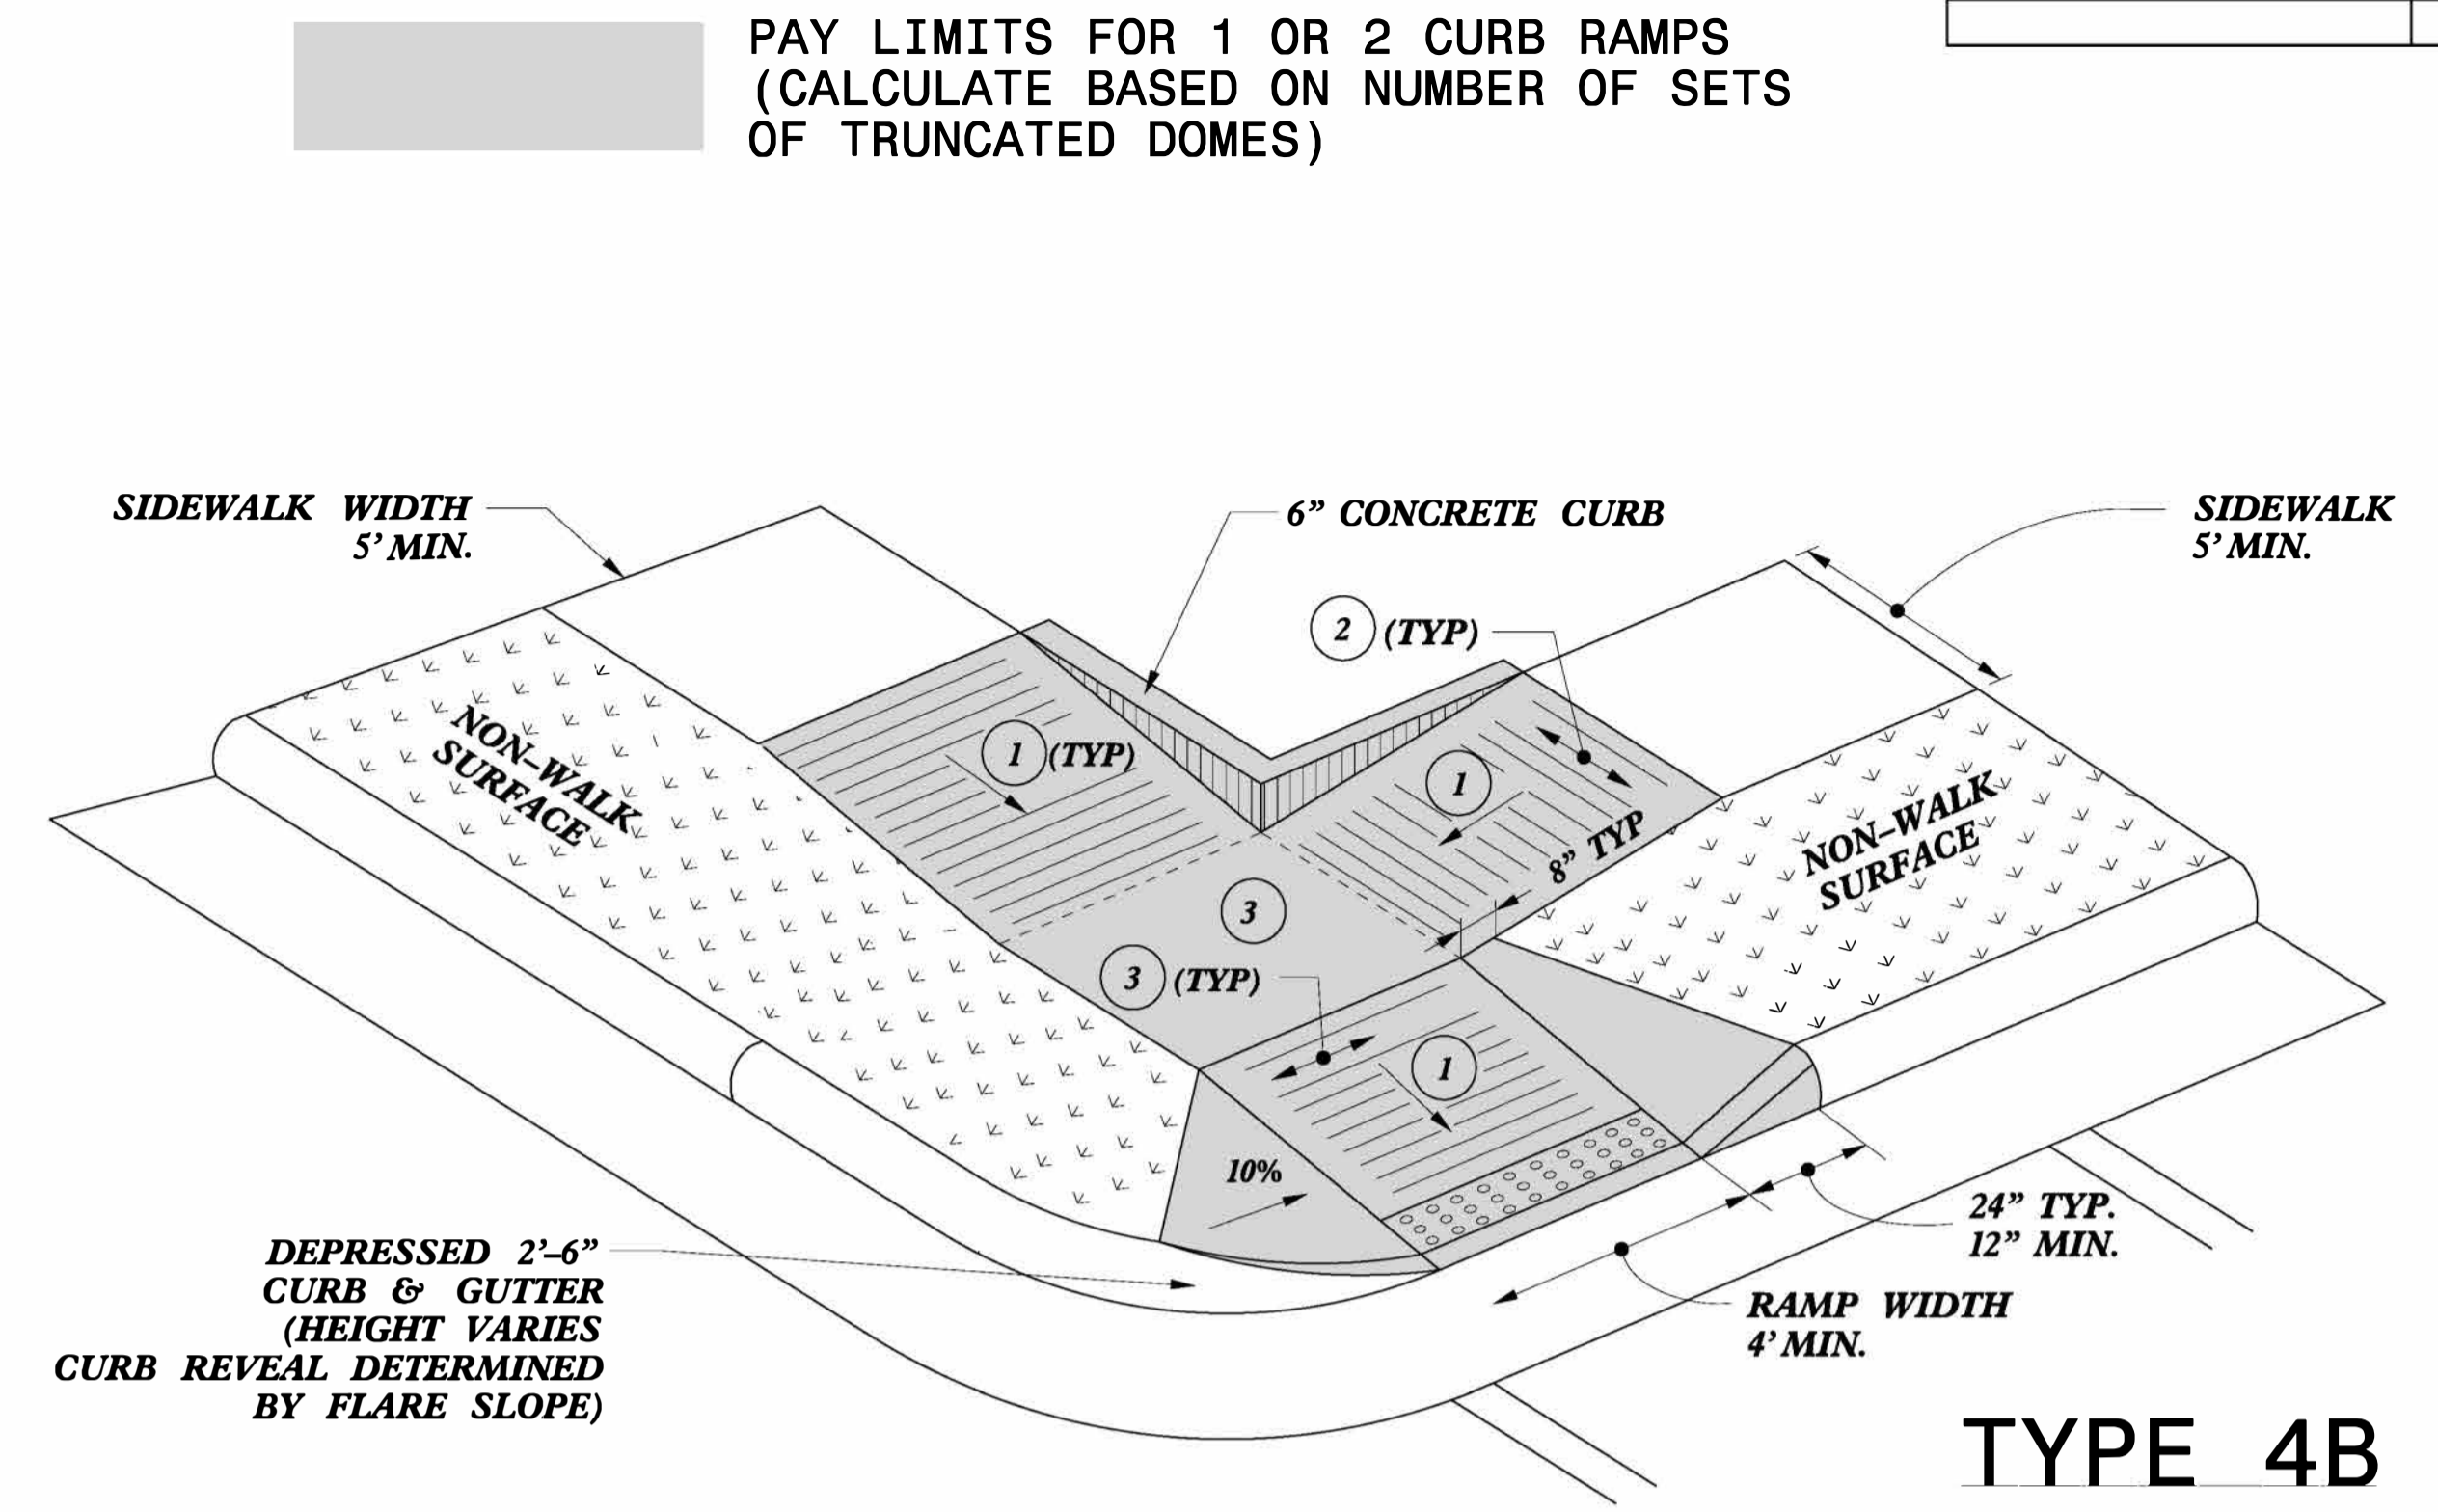 PAY LIMITS FOR 1 OR 2 CURB RAMPS
(CALCULATE BASED ON NUMBER OF SETS
OF TRUNCATED DOMES)
SIDEWALK WIDTH
5' MIN.
6" CONCRETE CURB
SIDEWALK
5' MIN.
2 (TYP)
NON-WALK
SURFACE
1 (TYP)
1
8" TYP
NON-WALK
SURFACE
3
3 (TYP)
1
10%
24" TYP.
12" MIN.
DEPRESSED 2'-6"
CURB & GUTTER
(HEIGHT VARIES
CURB REVEAL DETERMINED
BY FLARE SLOPE)
RAMP WIDTH
4' MIN.
TYPE 4B